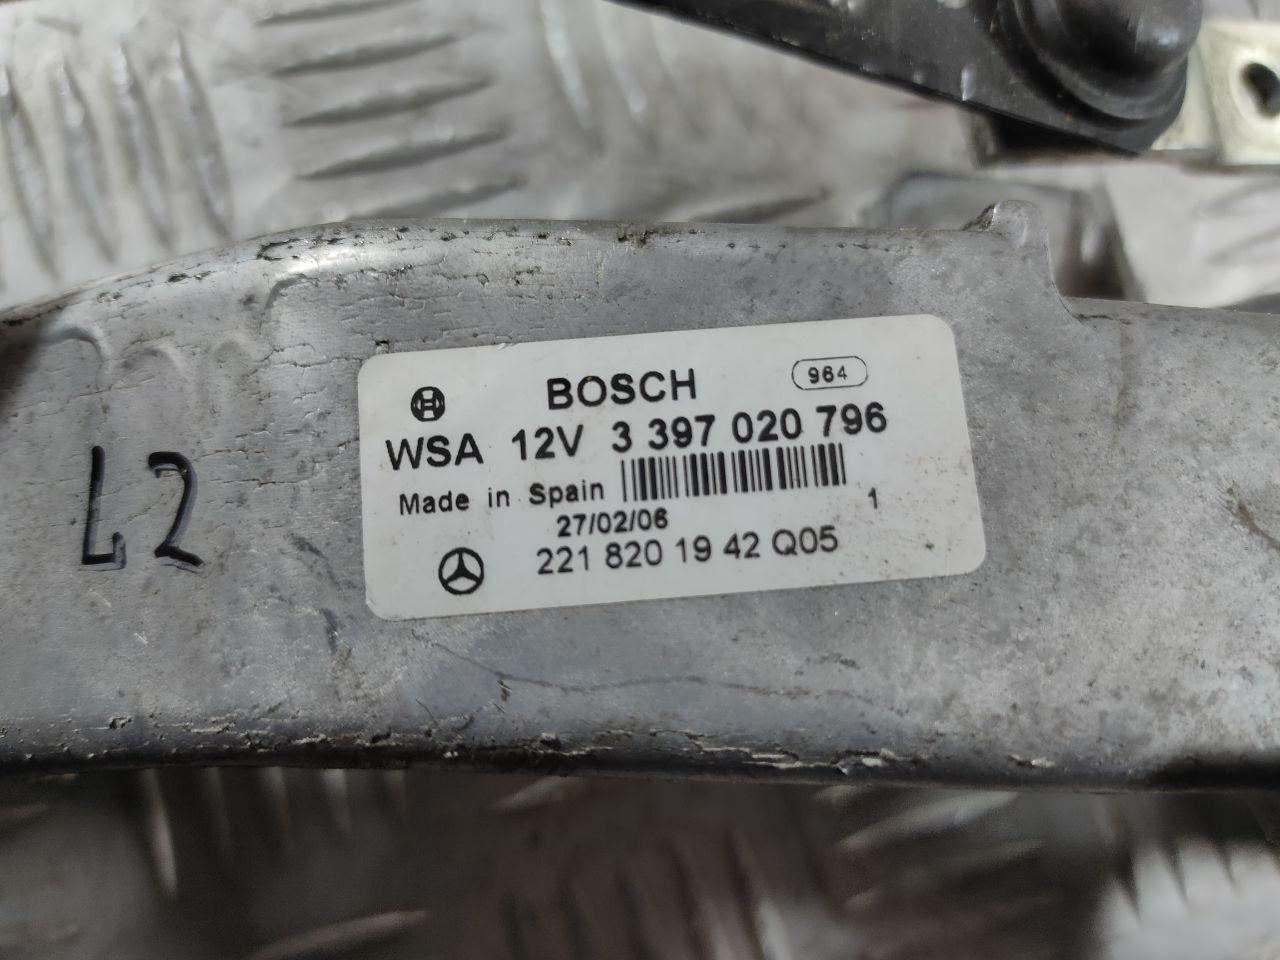 BOSCH 964
WSA 12V 3 397 020 796
Made in Spain
27/02/06 1
221 820 19 42 Q05
L2